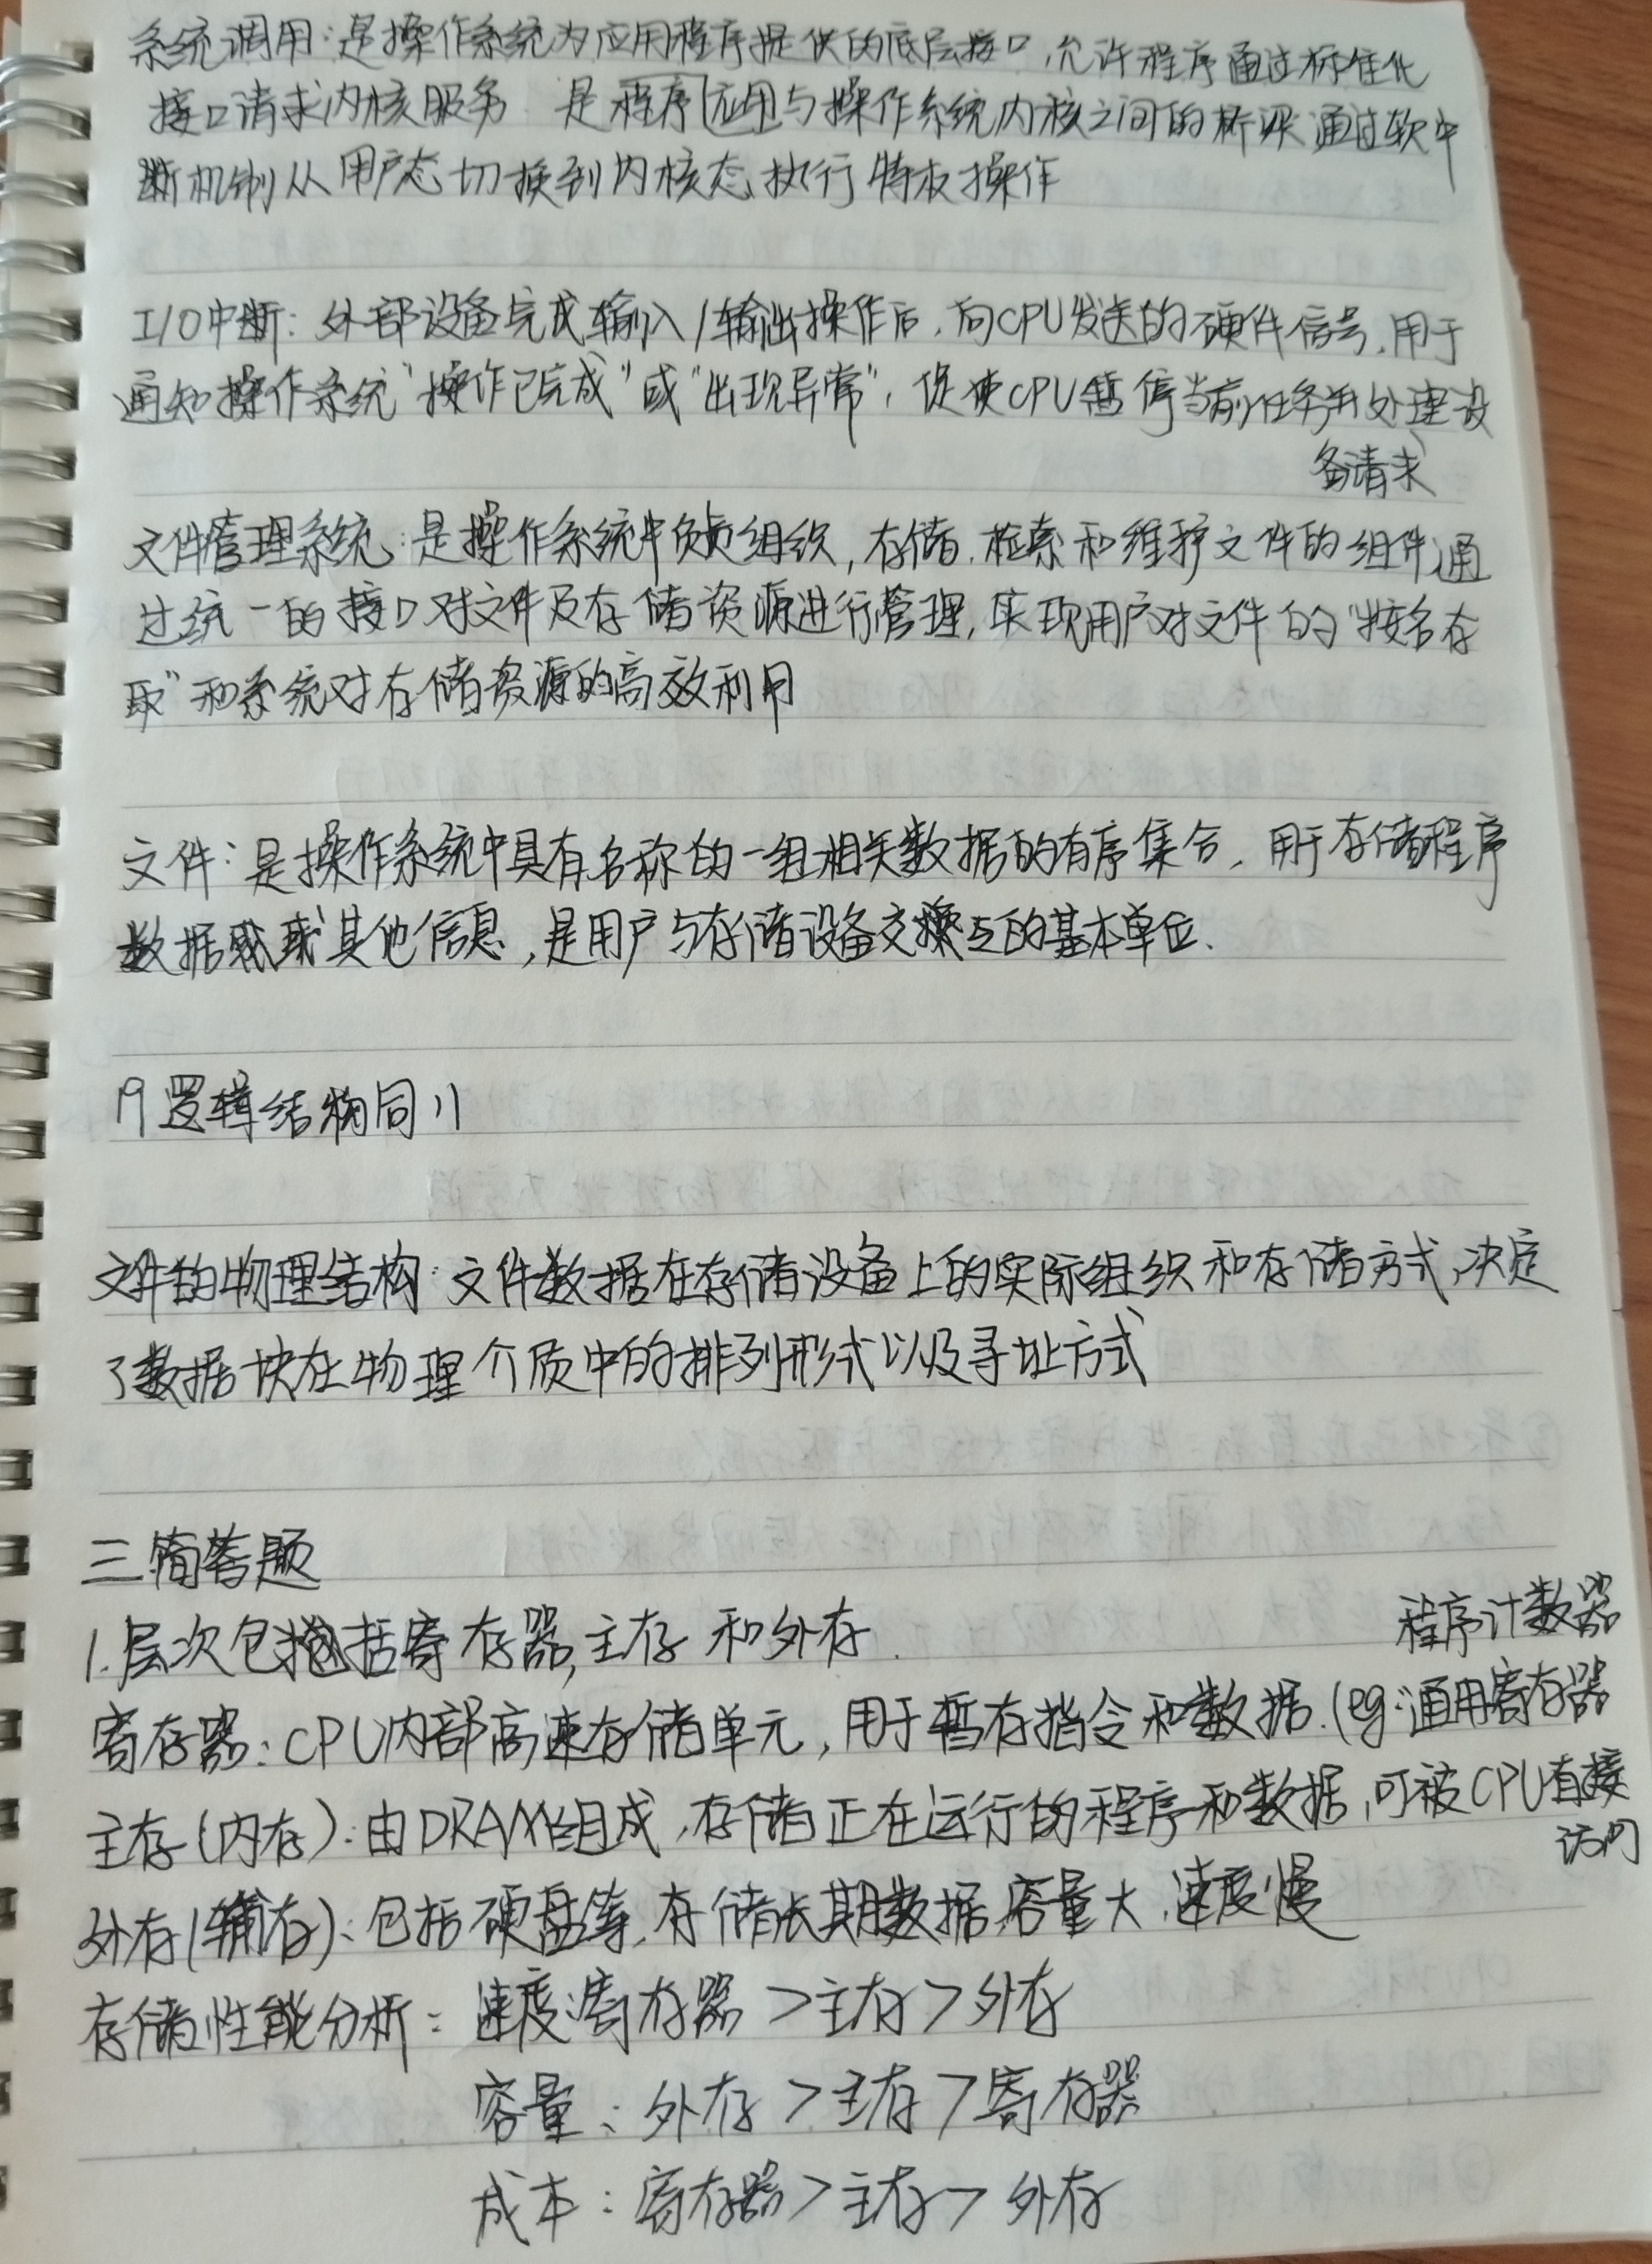 系统调用:是操作系统为应用程序提供的底层接口,允许程序通过标准化
接口请求内核服务 是程序应用与操作系统内核之间的桥梁通过软中
断机制从用户态切换到内核态执行特权操作
I/O中断:外部设备完成输入/输出操作后,向CPU发送的硬件信号,用于
通知操作系统"操作已完成"或"出现异常",促使CPU暂停当前任务并处理设
备请求
文件管理系统:是操作系统中负责组织,存储,检索和维护文件的组件通
过统一的接口对文件及存储资源进行管理,实现用户对文件的"按名存
取"和系统对存储资源的高效利用
文件:是操作系统中具有名称的一组相关数据的有序集合,用于存储程序
数据或其他信息,是用户与存储设备交互的基本单位.
19逻辑结构同11
文件的物理结构:文件数据在存储设备上的实际组织和存储方式,决定
了数据块在物理介质中的排列形式以及寻址方式
三简答题
1.层次包括寄存器,主存和外存.
程序计数器
寄存器:CPU内部高速存储单元,用于暂存指令和数据.(eg:通用寄存器
主存(内存):由DRAM组成,存储正在运行的程序和数据,可被CPU直接
访问
外存(辅存):包括硬盘等,存储长期数据,容量大,速度慢
存储性能分析:速度:寄存器>主存>外存
容量:外存>主存>寄存器
成本:寄存器>主存>外存